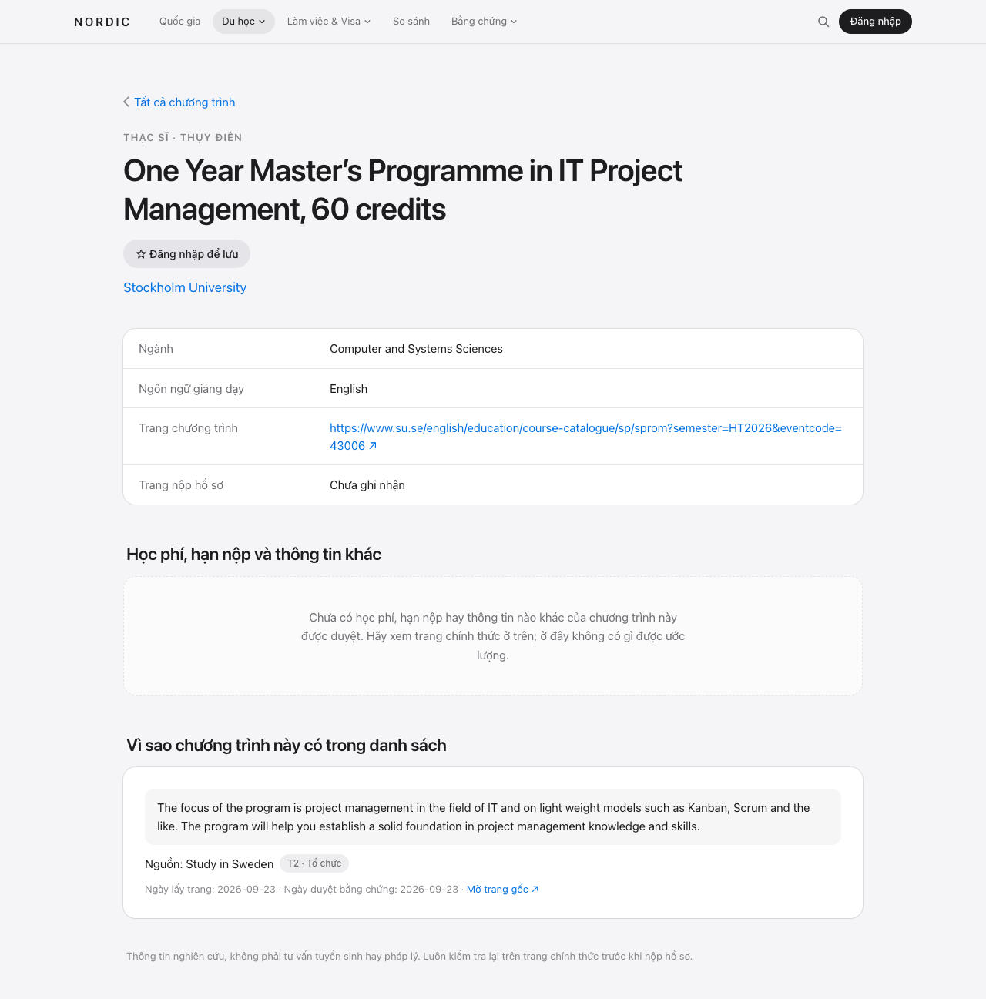 NORDIC
Quốc gia
Du học
Làm việc & Visa
So sánh
Bằng chứng
Đăng nhập
Tất cả chương trình
THẠC SĨ · THỤY ĐIỂN
One Year Master’s Programme in IT Project
Management, 60 credits
Đăng nhập để lưu
Stockholm University
Ngành
Computer and Systems Sciences
Ngôn ngữ giảng dạy
English
Trang chương trình
https://www.su.se/english/education/course-catalogue/sp/sprom?semester=HT2026&eventcode=
43006 ↗
Trang nộp hồ sơ
Chưa ghi nhận
Học phí, hạn nộp và thông tin khác
Chưa có học phí, hạn nộp hay thông tin nào khác của chương trình này
được duyệt. Hãy xem trang chính thức ở trên; ở đây không có gì được ước
lượng.
Vì sao chương trình này có trong danh sách
The focus of the program is project management in the field of IT and on light weight models such as Kanban, Scrum and the
like. The program will help you establish a solid foundation in project management knowledge and skills.
Nguồn: Study in Sweden
T2 · Tổ chức
Ngày lấy trang: 2026-09-23 · Ngày duyệt bằng chứng: 2026-09-23 · Mở trang gốc ↗
Thông tin nghiên cứu, không phải tư vấn tuyển sinh hay pháp lý. Luôn kiểm tra lại trên trang chính thức trước khi nộp hồ sơ.